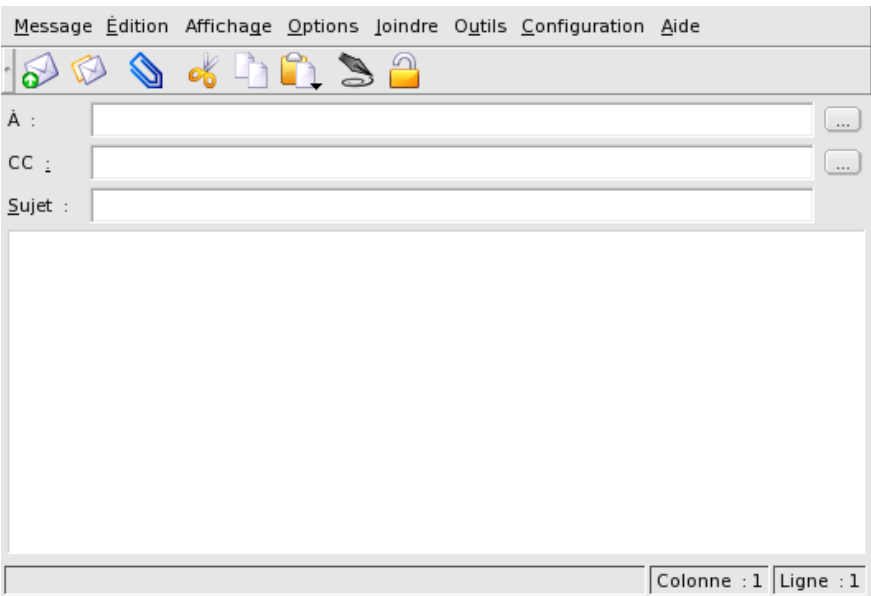 Message Édition Affichage Options Joindre Outils Configuration Aide
À :
...
CC :
...
Sujet :
Colonne : 1 Ligne : 1